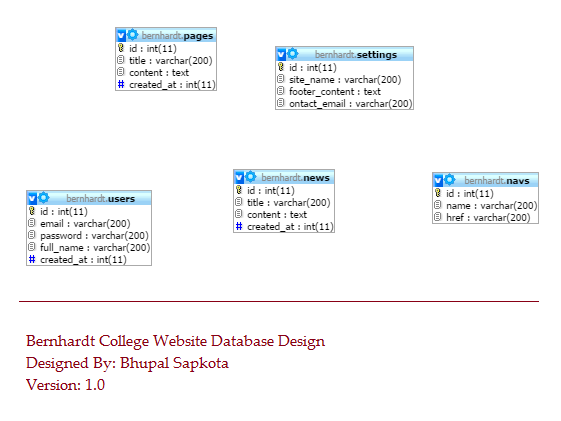 bernhardt.pages
id : int(11)
title : varchar(200)
content : text
# created_at : int(11)
bernhardt.settings
id : int(11)
site_name : varchar(200)
footer_content : text
ontact_email : varchar(200)
bernhardt.users
id : int(11)
email : varchar(200)
password : varchar(200)
full_name : varchar(200)
# created_at : int(11)
bernhardt.news
id : int(11)
title : varchar(200)
content : text
# created_at : int(11)
bernhardt.navs
id : int(11)
name : varchar(200)
href : varchar(200)
Bernhardt College Website Database Design
Designed By: Bhupal Sapkota
Version: 1.0